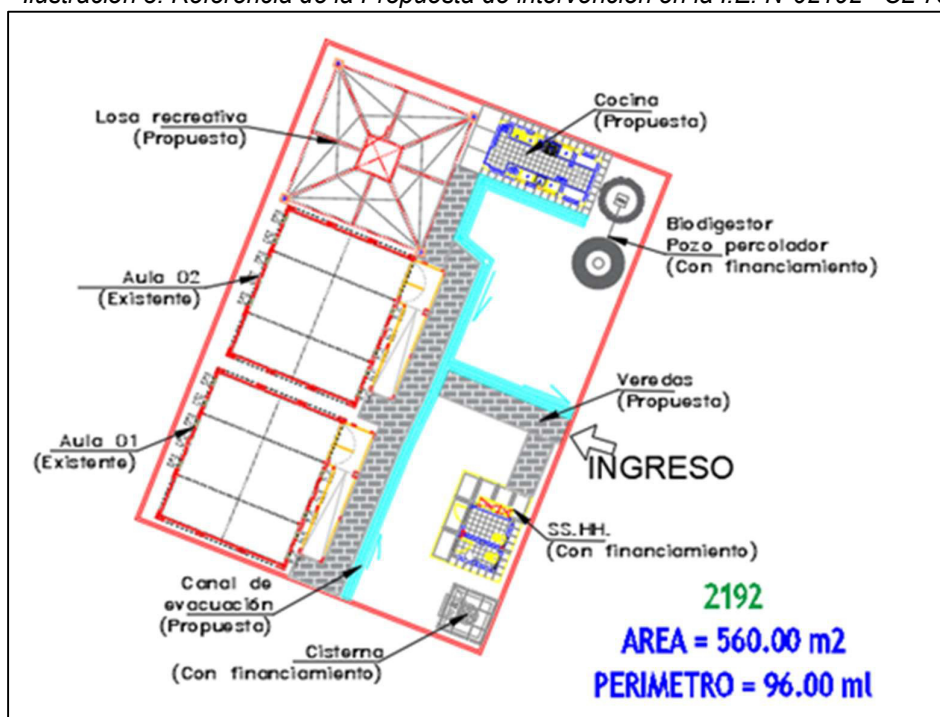 Losa recreativa
(Propuesta)
Cocina
(Propuesta)
Biodigestor
Pozo percolador
(Con financiamiento)
Aula 02
(Existente)
Veredas
(Propuesta)
Aula 01
(Existente)
INGRESO
SS.HH.
(Con financiamiento)
Canal de
evacuación
(Propuesta)
Cisterna
(Con financiamiento)
2192
AREA = 560.00 m2
PERIMETRO = 96.00 ml